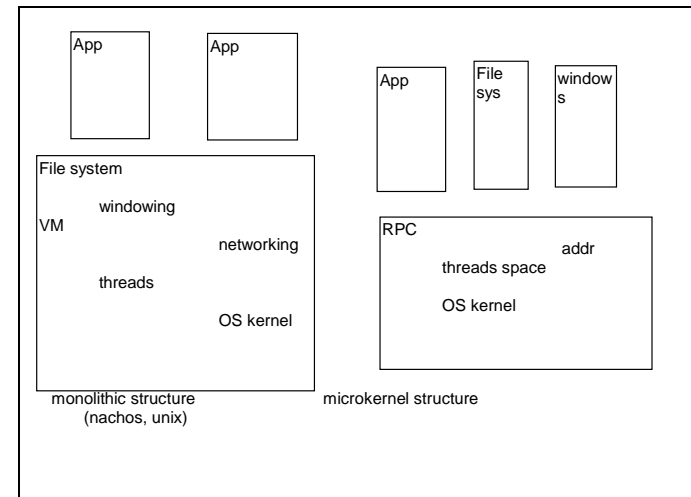 App
App
File system
windowing
VM
networking
threads
OS kernel
monolithic structure
(nachos, unix)
App
File
sys
window
s
RPC
addr
threads space
OS kernel
microkernel structure